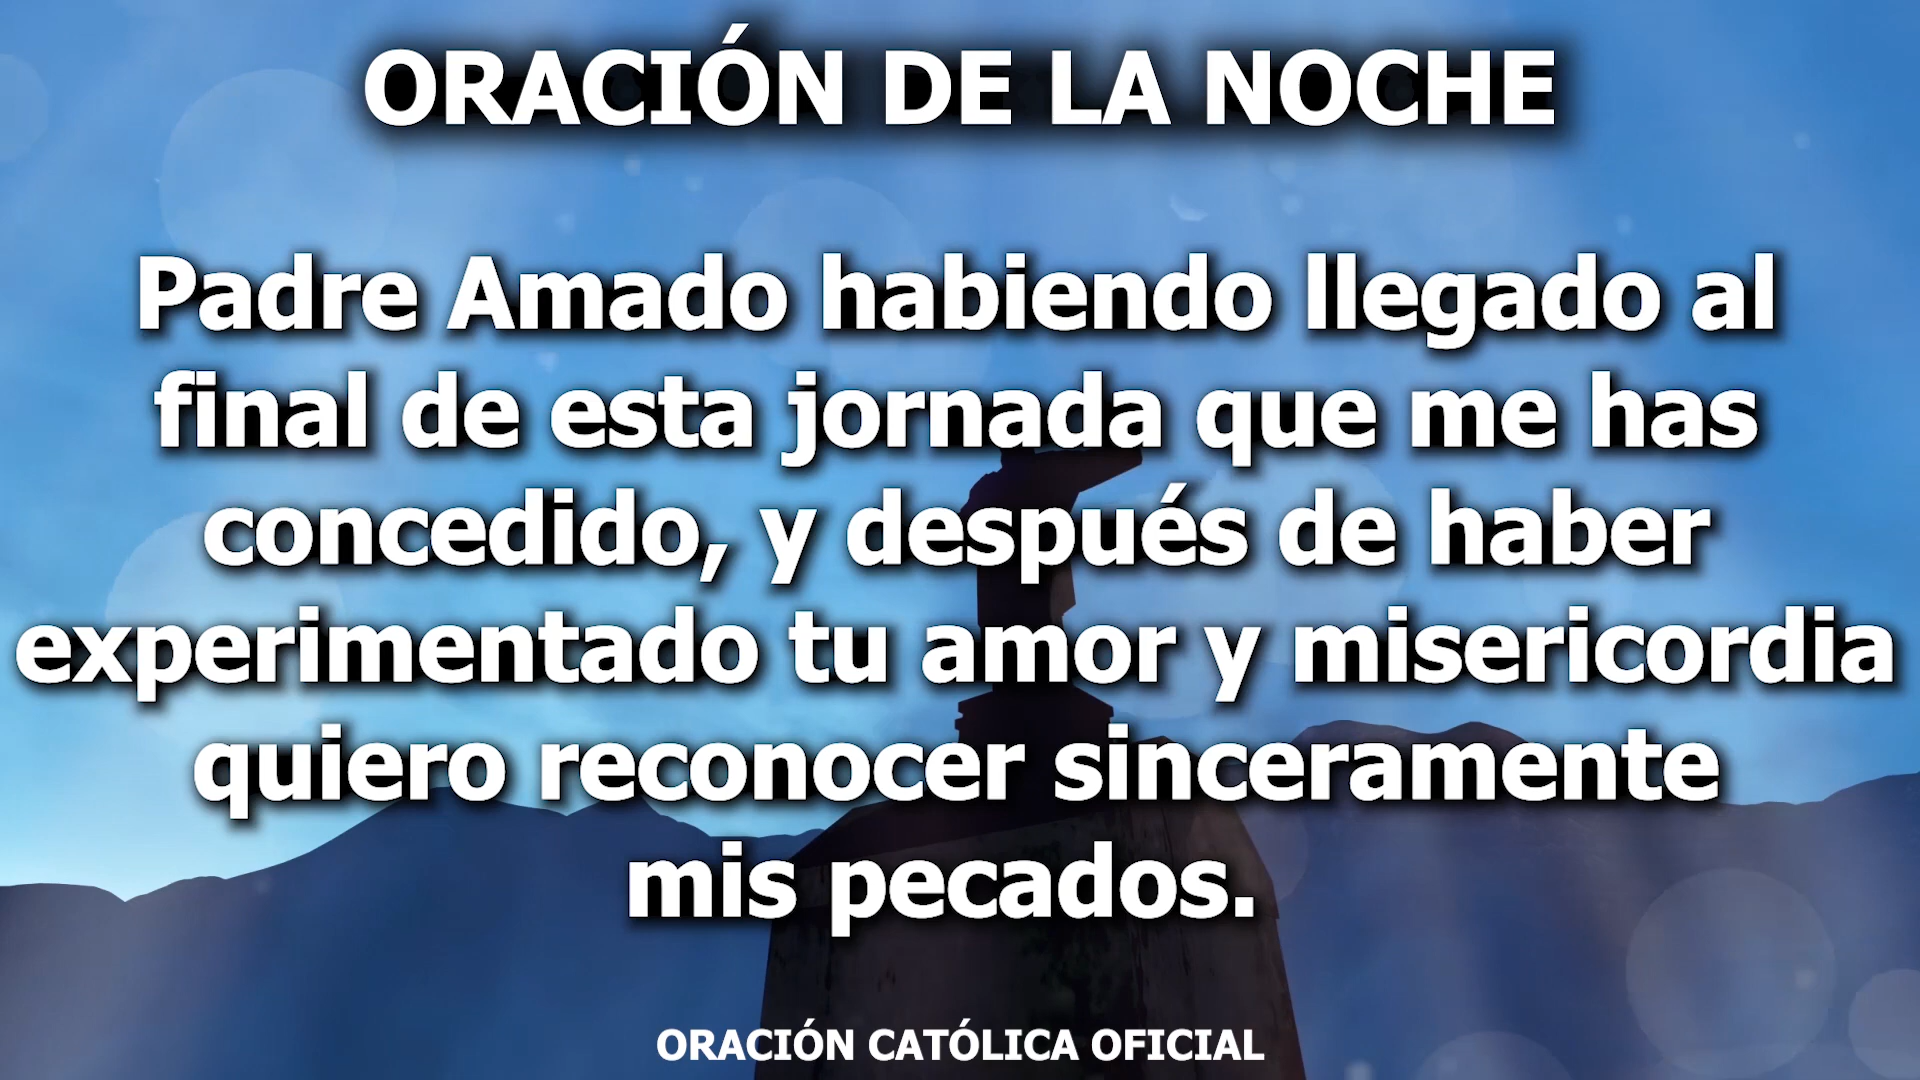 ORACIÓN DE LA NOCHE
Padre Amado habiendo llegado al
final de esta jornada que me has
concedido, y después de haber
experimentado tu amor y misericordia
quiero reconocer sinceramente
mis pecados.
ORACIÓN CATÓLICA OFICIAL